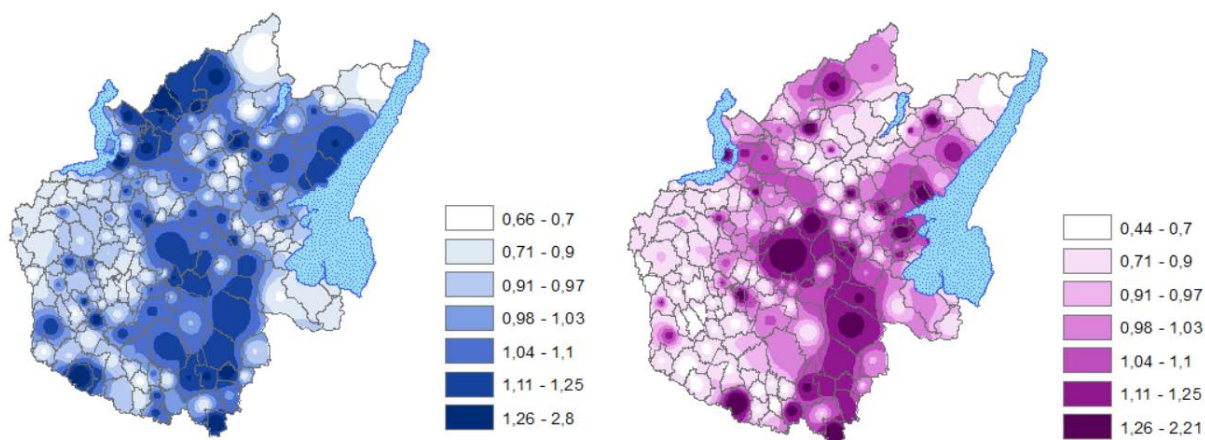 0,66 - 0,7
0,71 - 0,9
0,91 - 0,97
0,98 - 1,03
1,04 - 1,1
1,11 - 1,25
1,26 - 2,8
0,44 - 0,7
0,71 - 0,9
0,91 - 0,97
0,98 - 1,03
1,04 - 1,1
1,11 - 1,25
1,26 - 2,21